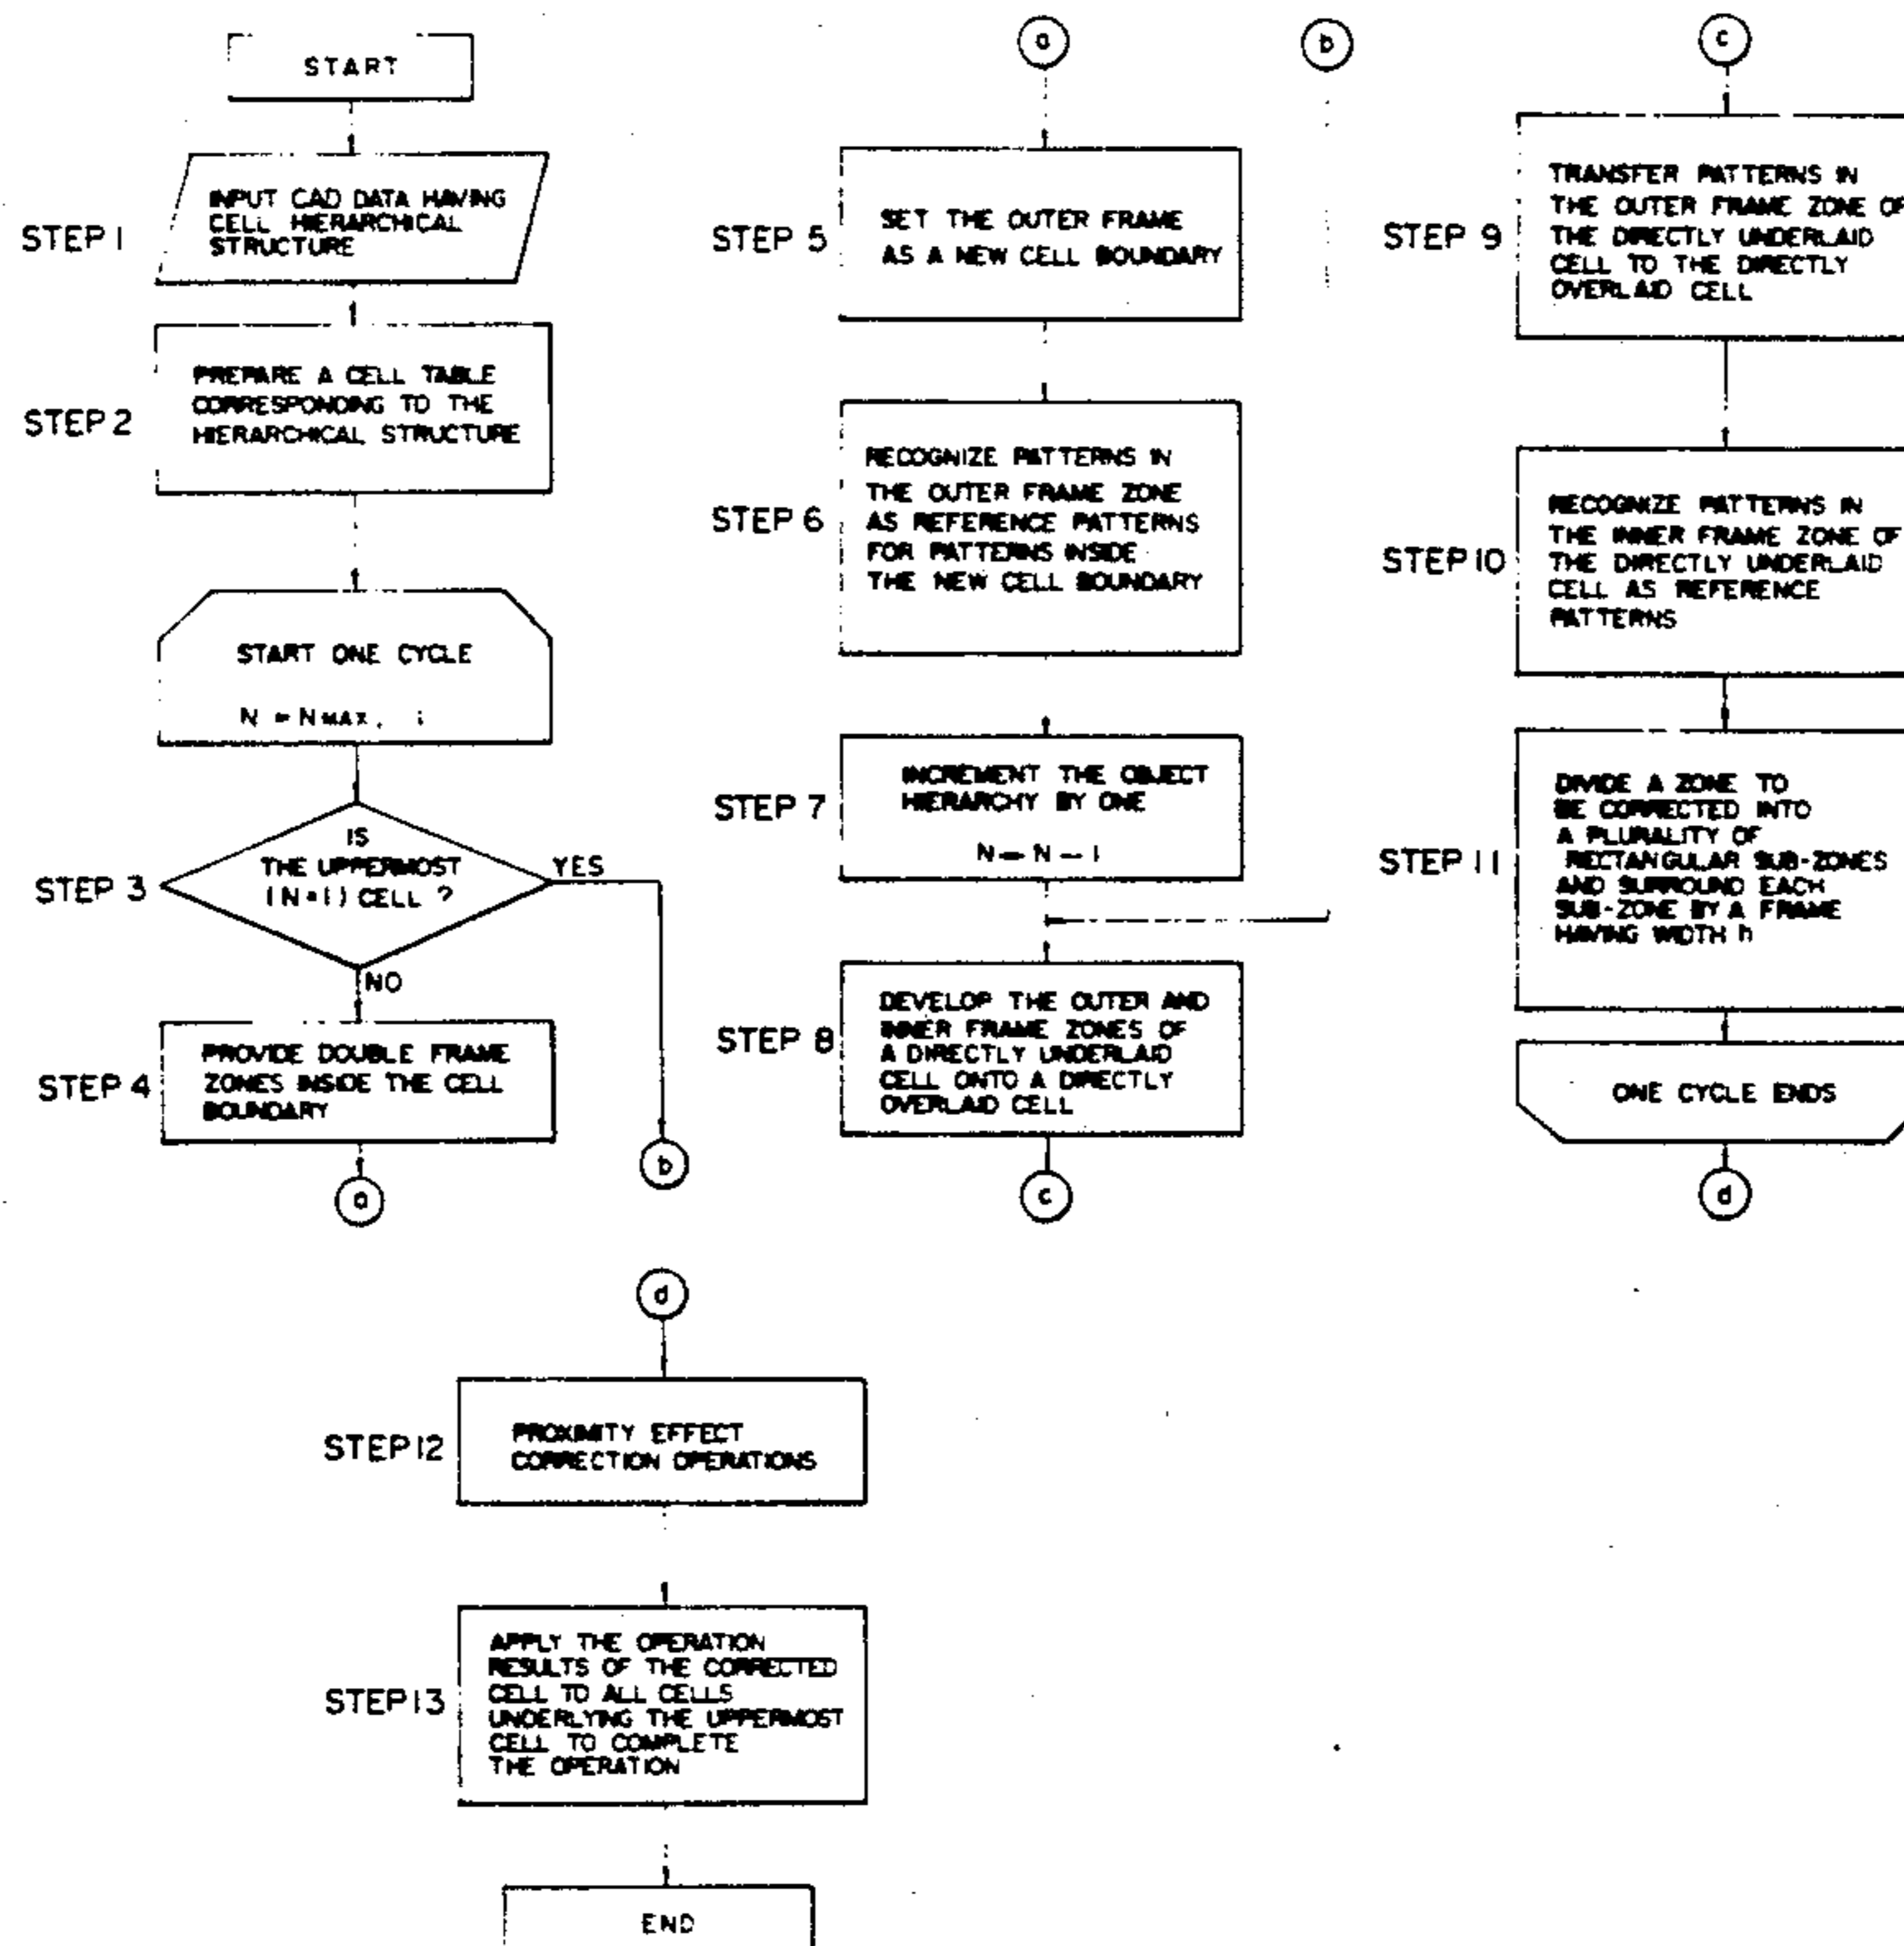 START
STEP 1
INPUT CAD DATA HAVING
CELL HIERARCHICAL
STRUCTURE
STEP 2
PREPARE A CELL TABLE
CORRESPONDING TO THE
HIERARCHICAL STRUCTURE
START ONE CYCLE
N = NMAX, 1
STEP 3
IS
THE UPPERMOST
(N=1) CELL ?
YES
NO
STEP 4
PROVIDE DOUBLE FRAME
ZONES INSIDE THE CELL
BOUNDARY
a
b
a
b
STEP 5
SET THE OUTER FRAME
AS A NEW CELL BOUNDARY
STEP 6
RECOGNIZE PATTERNS IN
THE OUTER FRAME ZONE
AS REFERENCE PATTERNS
FOR PATTERNS INSIDE
THE NEW CELL BOUNDARY
STEP 7
INCREMENT THE OBJECT
HIERARCHY BY ONE
N = N - 1
STEP 8
DEVELOP THE OUTER AND
INNER FRAME ZONES OF
A DIRECTLY UNDERLAID
CELL ONTO A DIRECTLY
OVERLAID CELL
c
c
STEP 9
TRANSFER PATTERNS IN
THE OUTER FRAME ZONE OF
THE DIRECTLY UNDERLAID
CELL TO THE DIRECTLY
OVERLAID CELL
STEP 10
RECOGNIZE PATTERNS IN
THE INNER FRAME ZONE OF
THE DIRECTLY UNDERLAID
CELL AS REFERENCE
PATTERNS
STEP 11
DIVIDE A ZONE TO
BE CORRECTED INTO
A PLURALITY OF
RECTANGULAR SUB-ZONES
AND SURROUND EACH
SUB-ZONE BY A FRAME
HAVING WIDTH h
ONE CYCLE ENDS
d
d
STEP 12
PROXIMITY EFFECT
CORRECTION OPERATIONS
STEP 13
APPLY THE OPERATION
RESULTS OF THE CORRECTED
CELL TO ALL CELLS
UNDERLYING THE UPPERMOST
CELL TO COMPLETE
THE OPERATION
END